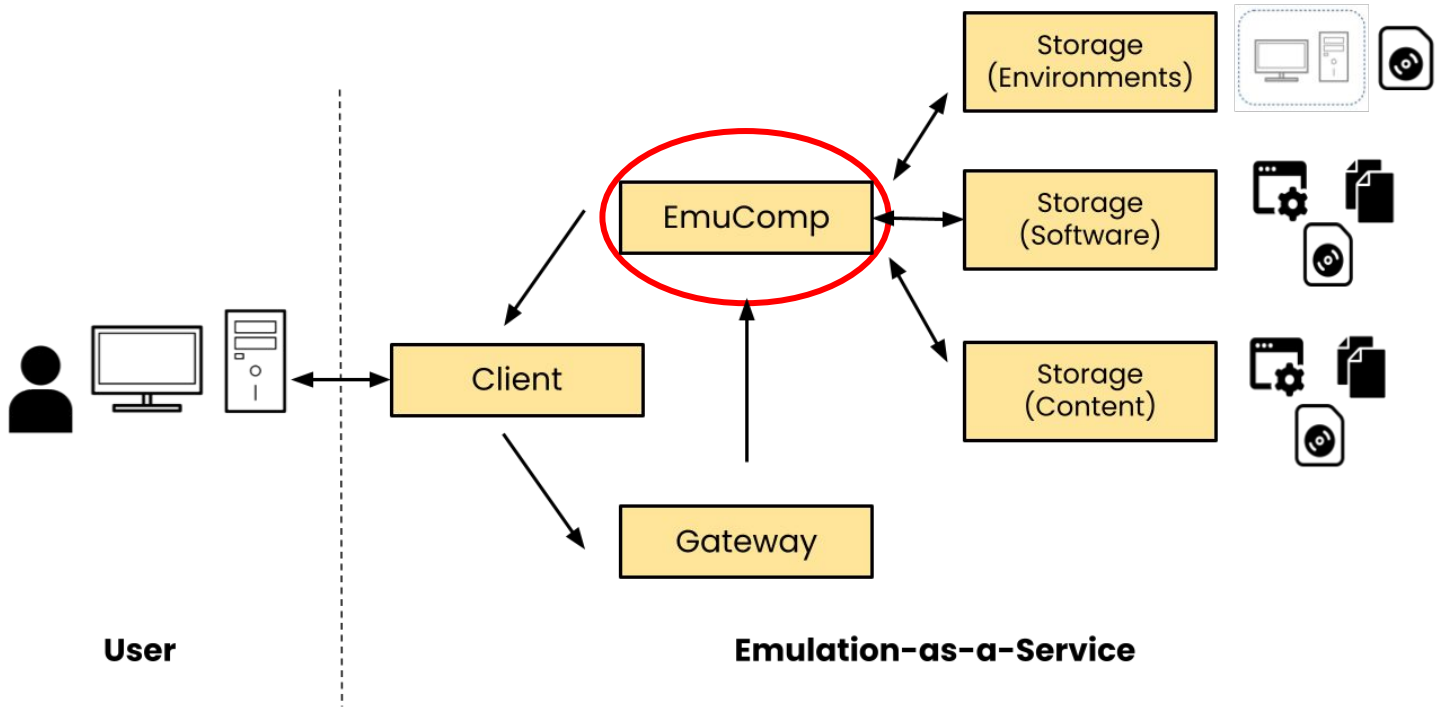 Storage
(Environments)
EmuComp
Storage
(Software)
Client
Storage
(Content)
Gateway
User
Emulation-as-a-Service